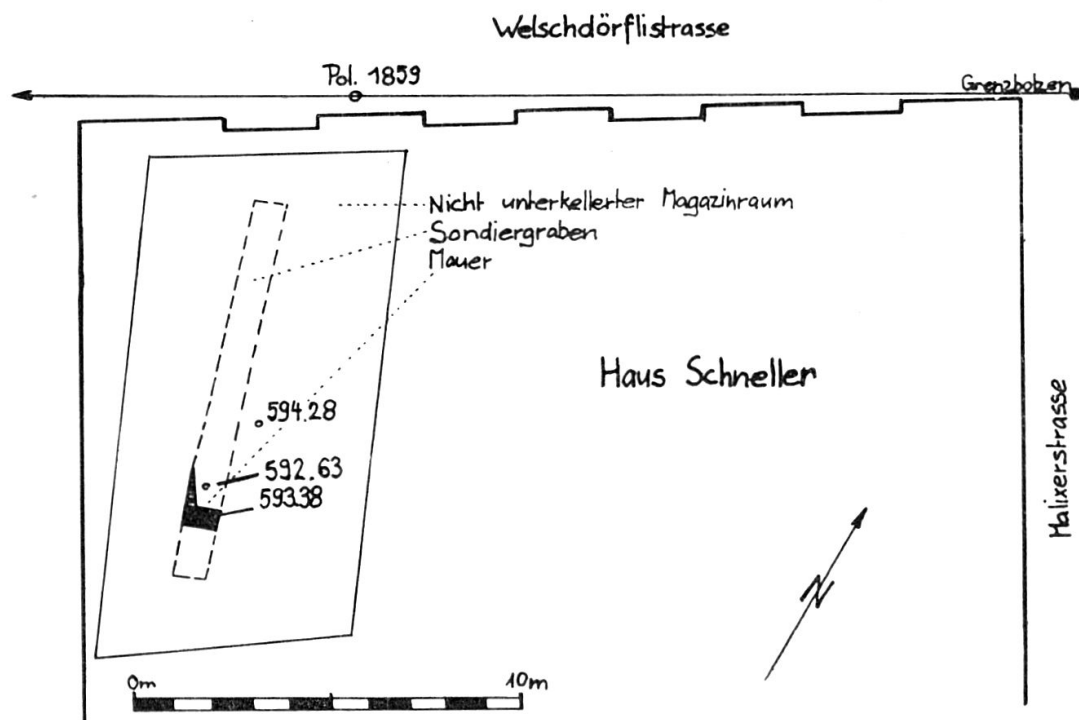 Welschdörflistrasse
Pol. 1859
Grenzbolzen
Nicht unterkellerter Magazinraum
Sondiergraben
Mauer
Haus Schneller
594.28
592.63
593.38
Malixerstrasse
N
0m
10m